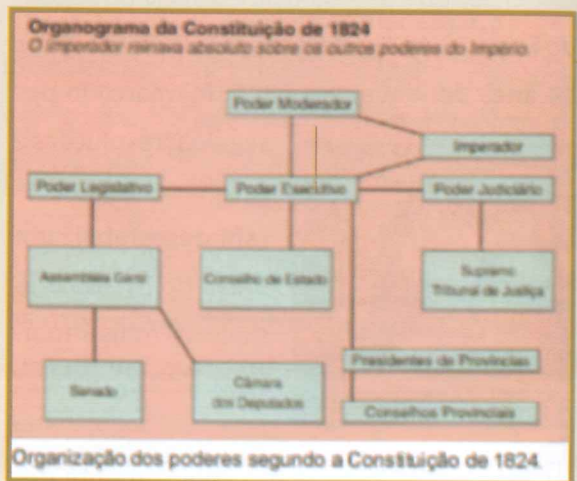 Organograma da Constituição de 1824
O imperador reinava absoluto sobre os outros poderes do Império.
Poder Moderador
Imperador
Poder Legislativo
Poder Executivo
Poder Judiciário
Assembleia Geral
Conselho de Estado
Supremo
Tribunal de Justiça
Presidentes de Províncias
Senado
Câmara
dos Deputados
Conselhos Provinciais
Organização dos poderes segundo a Constituição de 1824.